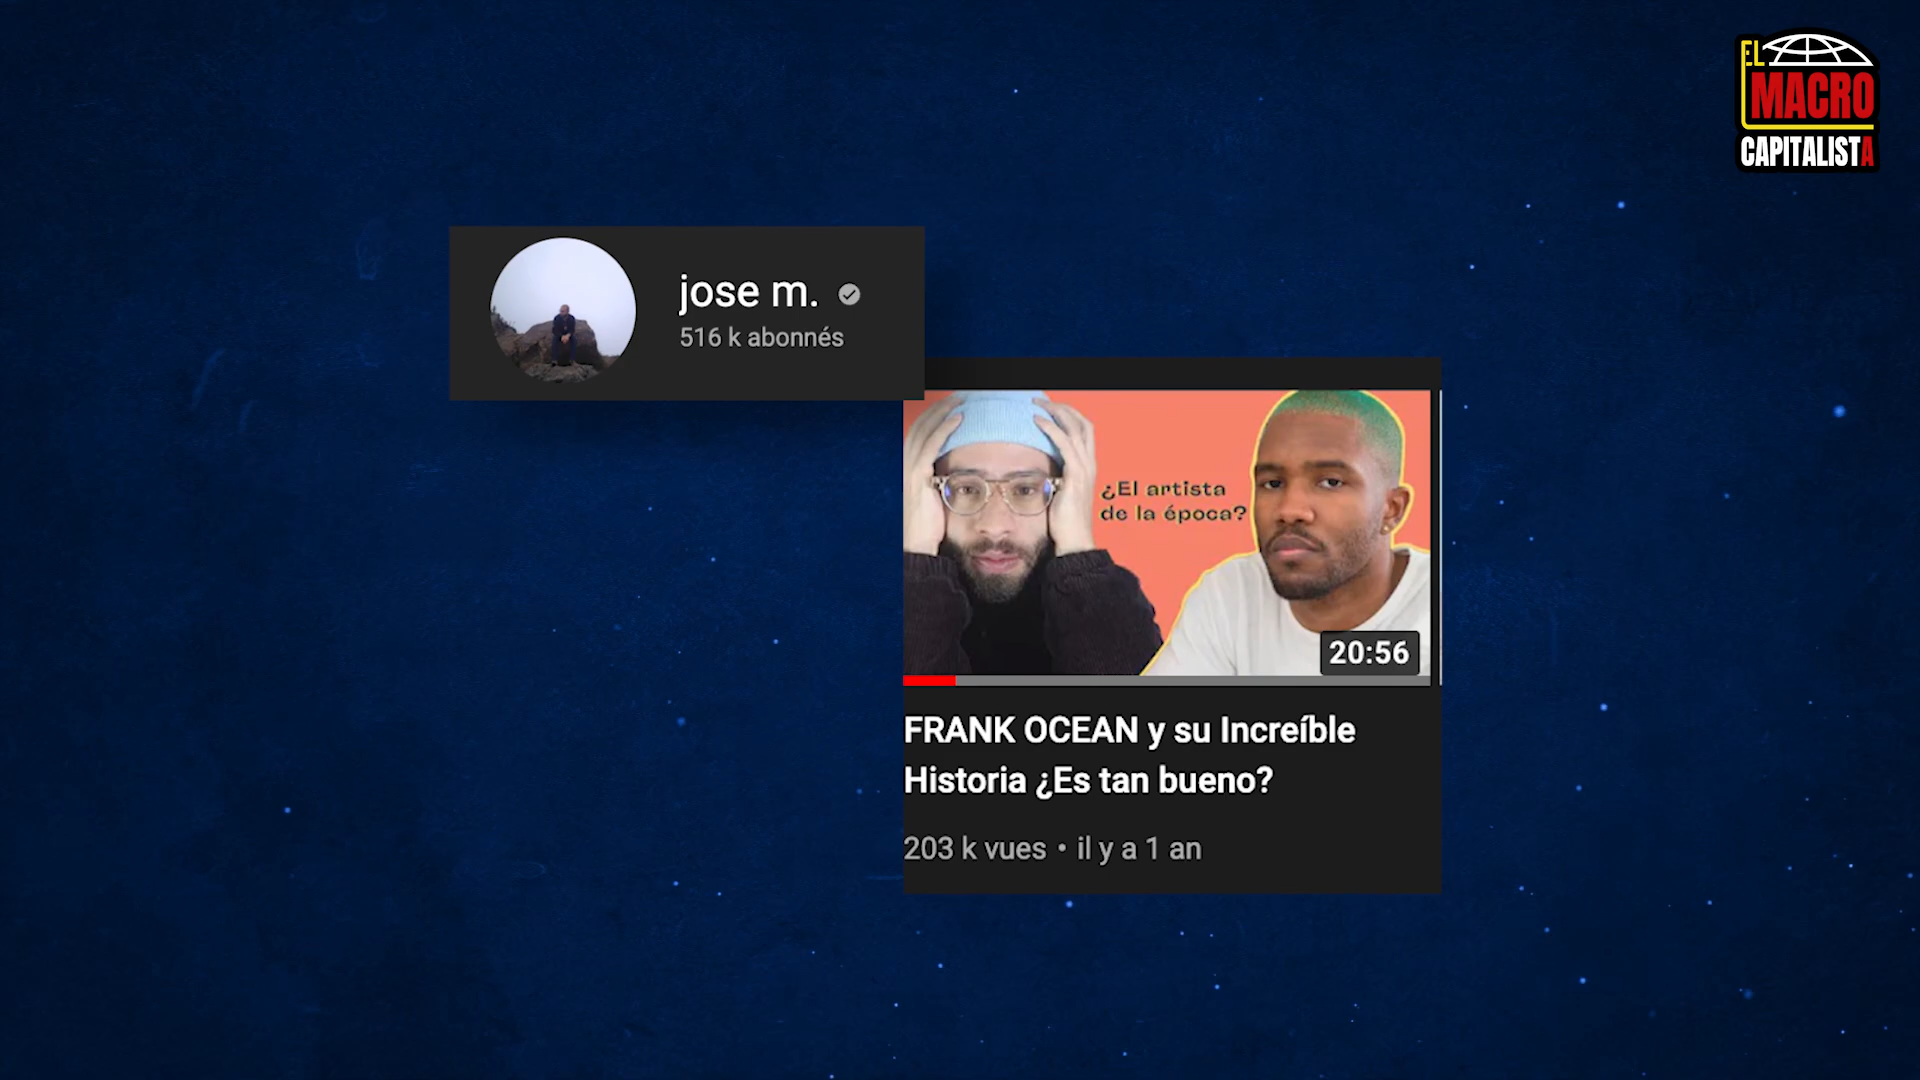 EL
MACRO
CAPITALISTA
jose m.
516 k abonnés
¿El artista
de la época?
20:56
FRANK OCEAN y su Increíble
Historia ¿Es tan bueno?
203 k vues • il y a 1 an